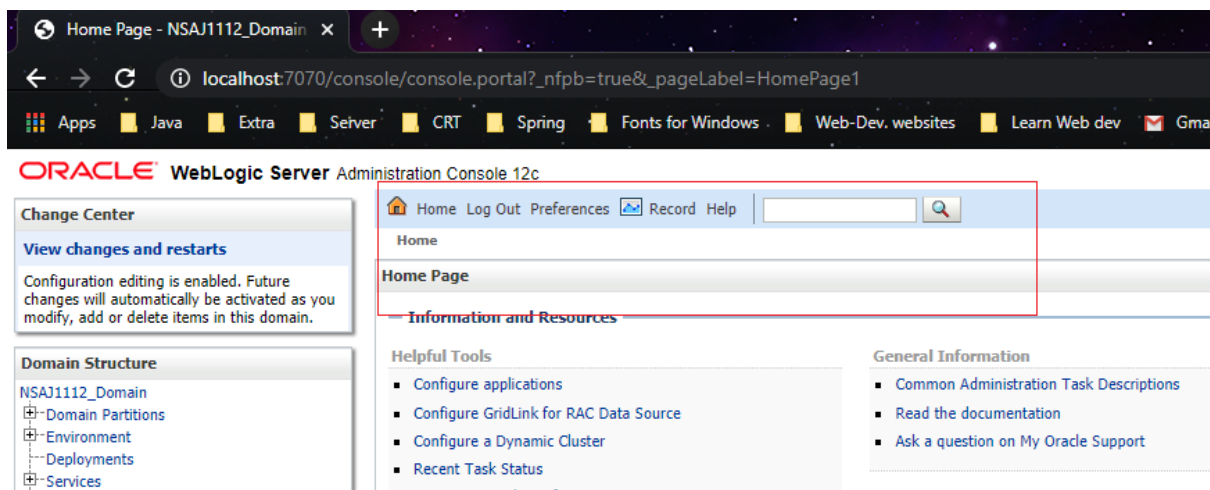 Home Page - NSAJ1112_Domain
localhost:7070/console/console.portal?_nfpb=true&_pageLabel=HomePage1
Apps Java Extra Server CRT Spring Fonts for Windows Web-Dev. websites Learn Web dev Gma
ORACLE WebLogic Server Administration Console 12c
Change Center
View changes and restarts
Configuration editing is enabled. Future
changes will automatically be activated as you
modify, add or delete items in this domain.
Domain Structure
NSAJ1112_Domain
Domain Partitions
Environment
Deployments
Services
Home Log Out Preferences Record Help
Home
Home Page
Information and Resources
Helpful Tools
Configure applications
Configure GridLink for RAC Data Source
Configure a Dynamic Cluster
Recent Task Status
General Information
Common Administration Task Descriptions
Read the documentation
Ask a question on My Oracle Support